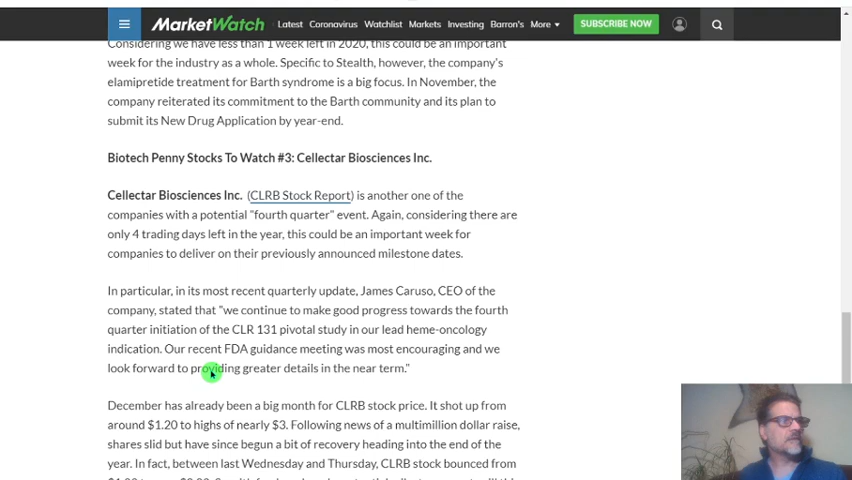 MarketWatch Latest Coronavirus Watchlist Markets Investing Barron's More SUBSCRIBE NOW
Considering we have less than 1 week left in 2020, this could be an important
week for the industry as a whole. Specific to Stealth, however, the company's
elamipretide treatment for Barth syndrome is a big focus. In November, the
company reiterated its commitment to the Barth community and its plan to
submit its New Drug Application by year-end.
Biotech Penny Stocks To Watch #3: Cellectar Biosciences Inc.
Cellectar Biosciences Inc. (CLRB Stock Report) is another one of the
companies with a potential "fourth quarter" event. Again, considering there are
only 4 trading days left in the year, this could be an important week for
companies to deliver on their previously announced milestone dates.
In particular, in its most recent quarterly update, James Caruso, CEO of the
company, stated that "we continue to make good progress towards the fourth
quarter initiation of the CLR 131 pivotal study in our lead heme-oncology
indication. Our recent FDA guidance meeting was most encouraging and we
look forward to providing greater details in the near term."
December has already been a big month for CLRB stock price. It shot up from
around $1.20 to highs of nearly $3. Following news of a multimillion dollar raise,
shares slid but have since begun a bit of recovery heading into the end of the
year. In fact, between last Wednesday and Thursday, CLRB stock bounced from